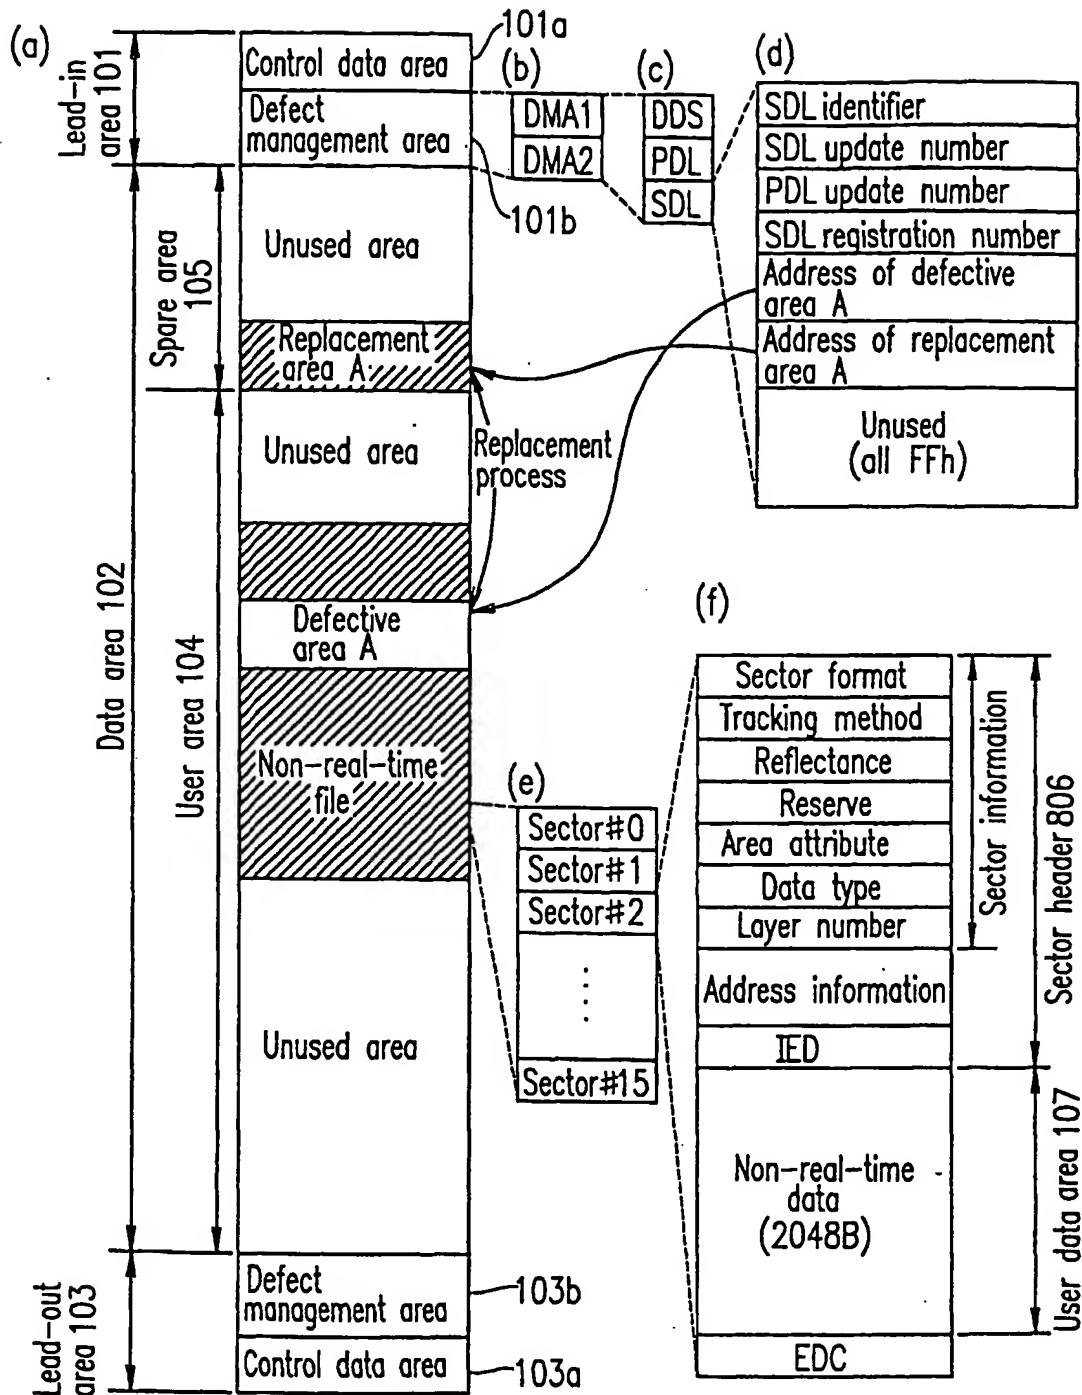 (a)
Lead-in
area 101
101a
Control data area
Defect
management area
101b
Data area 102
Spare area
105
Unused area
Replacement
area A
User area 104
Unused area
Replacement
process
Defective
area A
Non-real-time
file
Unused area
Lead-out
area 103
Defect
management area
103b
Control data area
103a
(b)
DMA1
DMA2
(c)
DDS
PDL
SDL
(d)
SDL identifier
SDL update number
PDL update number
SDL registration number
Address of defective
area A
Address of replacement
area A
Unused
(all FFh)
(e)
Sector#0
Sector#1
Sector#2
Sector#15
(f)
Sector format
Tracking method
Reflectance
Reserve
Area attribute
Data type
Layer number
Address information
IED
Non-real-time
data
(2048B)
EDC
Sector information
Sector header 806
User data area 107